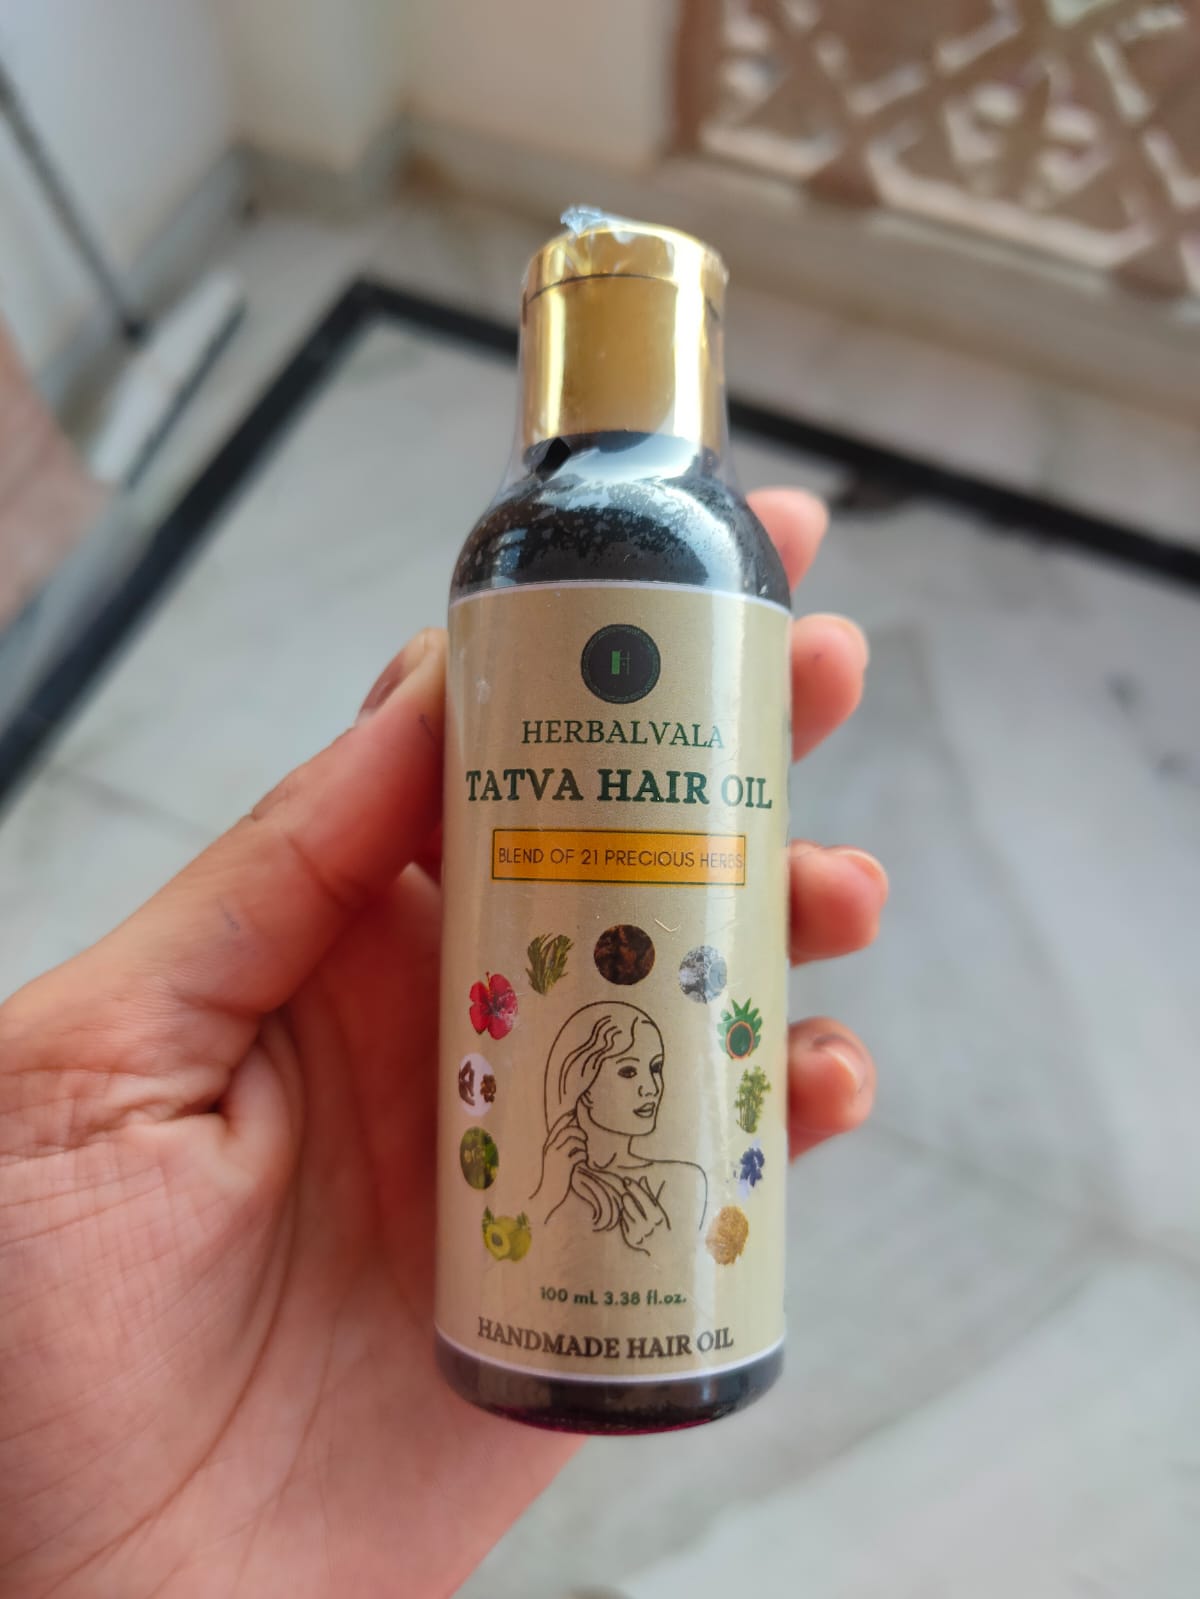 HERBALVALA
TATVA HAIR OIL
BLEND OF 21 PRECIOUS HERBS
100 mL 3.38 fl.oz.
HANDMADE HAIR OIL